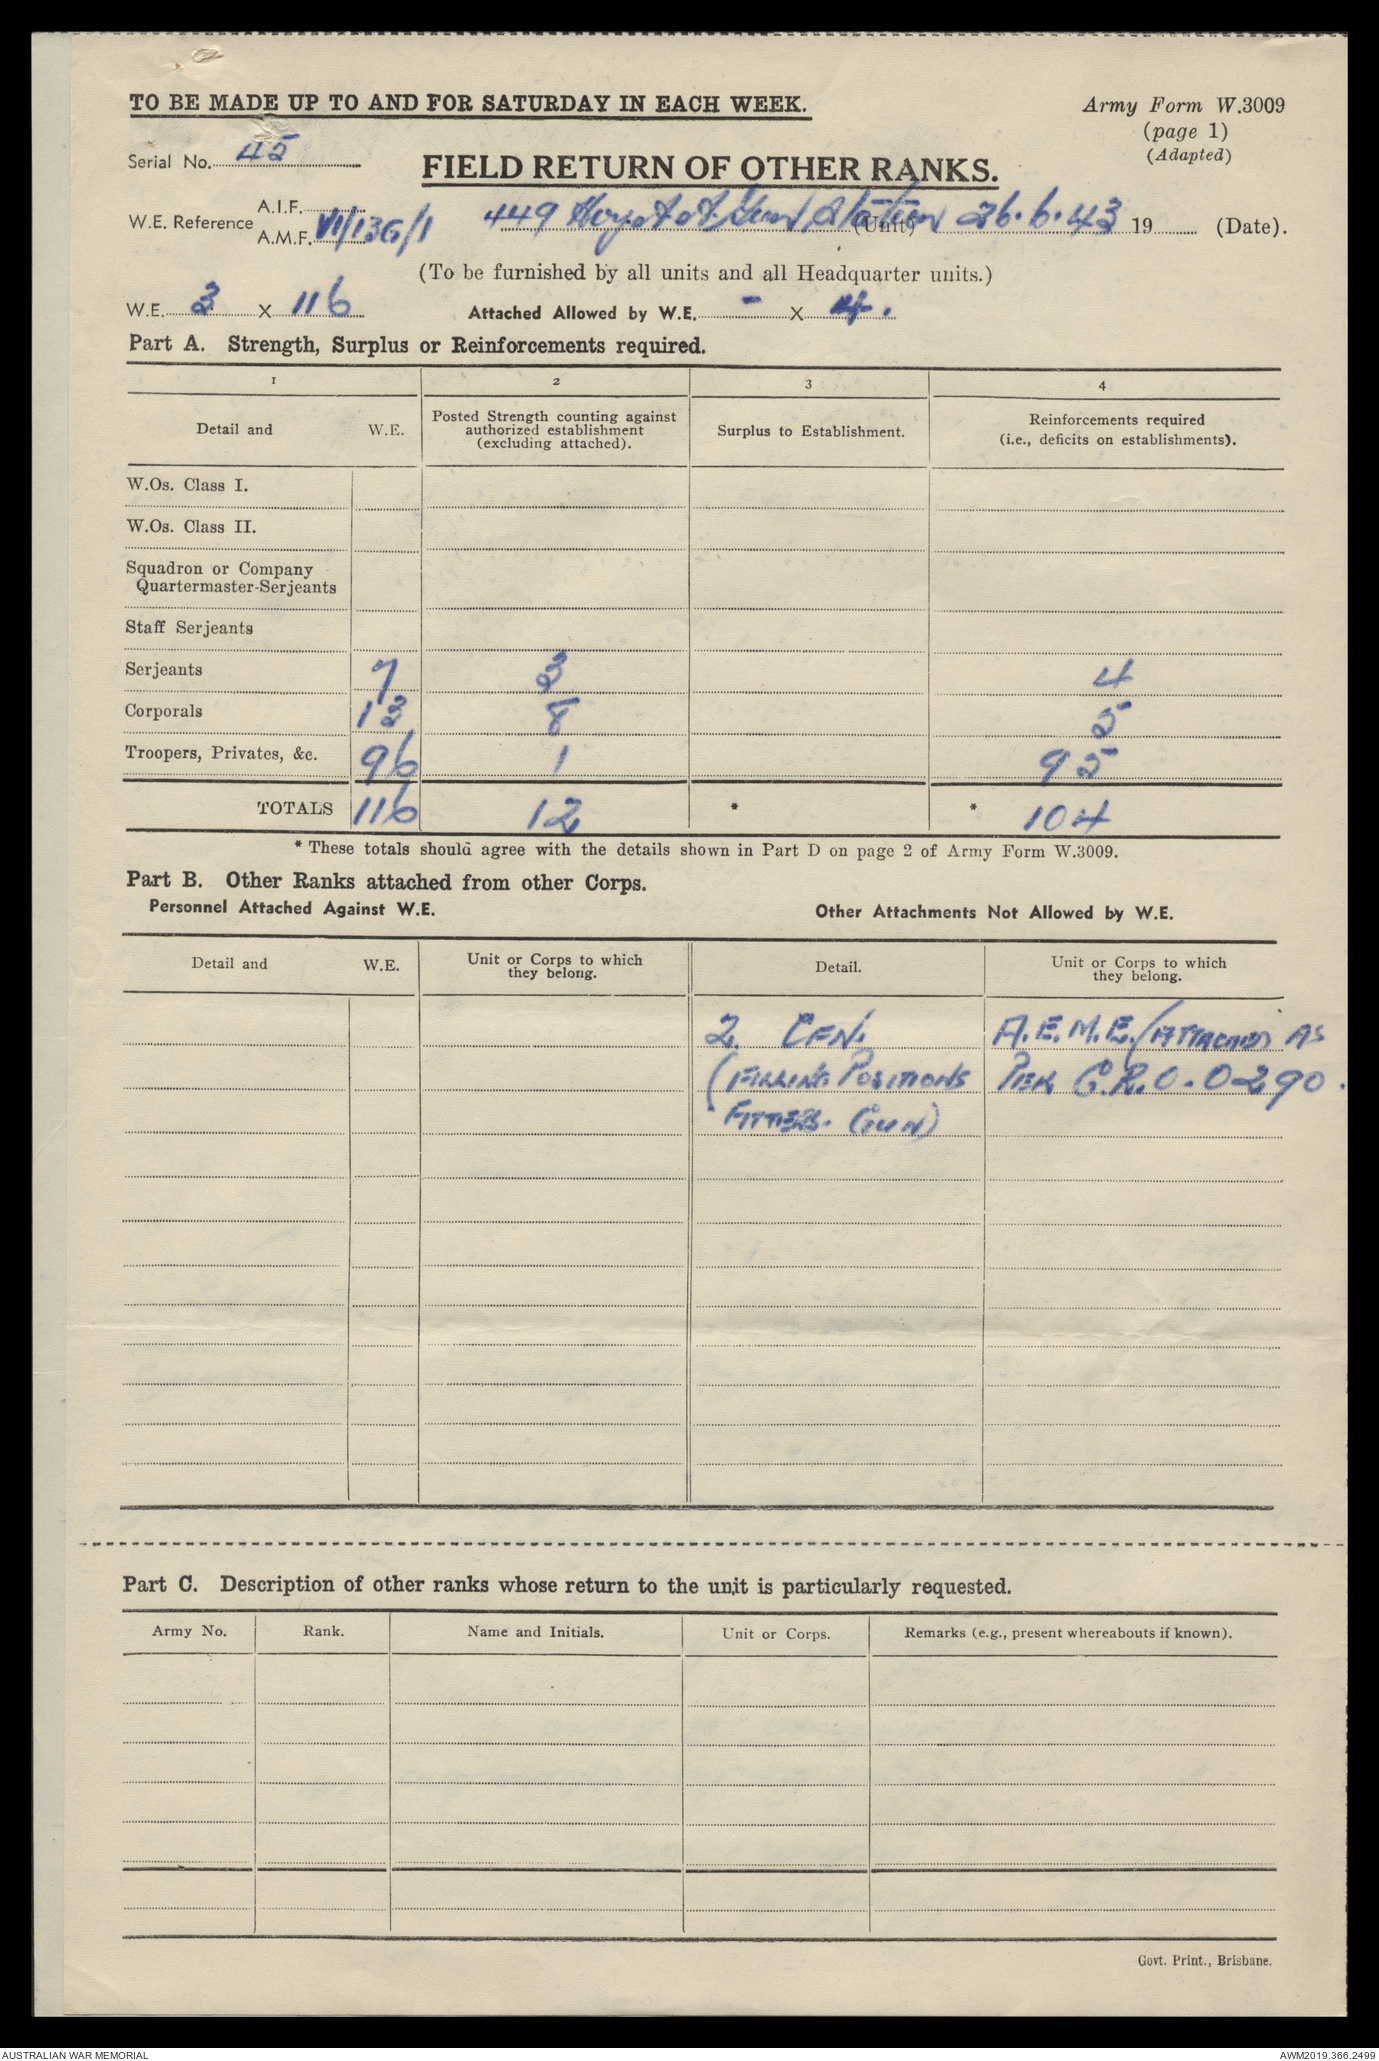 TO BE MADE UP TO AND FOR SATURDAY IN EACH WEEK.
Army Form W.3009
(page 1)
(Adapted)
Serial No. 45
FIELD RETURN OF OTHER RANKS.
W.E. Reference A.I.F.
A.M.F. VI/13G/1
449 Gun Station (Unit) 26.6.43 19 (Date).
(To be furnished by all units and all Headquarter units.)
W.E. 3 X 116 Attached Allowed by W.E. - X 4.
Part A. Strength, Surplus or Reinforcements required.
1 2 3 4
Detail and W.E. Posted Strength counting against authorized establishment (excluding attached). Surplus to Establishment. Reinforcements required (i.e., deficits on establishments).
W.Os. Class I.
W.Os. Class II.
Squadron or Company
Quartermaster-Serjeants
Staff Serjeants
Serjeants 7 3 4
Corporals 13 8 5
Troopers, Privates, &c. 96 1 95
TOTALS 116 12 * * 104
* These totals should agree with the details shown in Part D on page 2 of Army Form W.3009.
Part B. Other Ranks attached from other Corps.
Personnel Attached Against W.E. Other Attachments Not Allowed by W.E.
Detail and W.E. Unit or Corps to which they belong. Detail. Unit or Corps to which they belong.
2 CFN. A.E.M.E. (ATTACHED AS
(FILLING POSITIONS PER G.R.O. 0290.
FITTERS. GUN)
Part C. Description of other ranks whose return to the unit is particularly requested.
Army No. Rank. Name and Initials. Unit or Corps. Remarks (e.g., present whereabouts if known).
Govt. Print., Brisbane.
AUSTRALIAN WAR MEMORIAL
AWM2019.366.2499